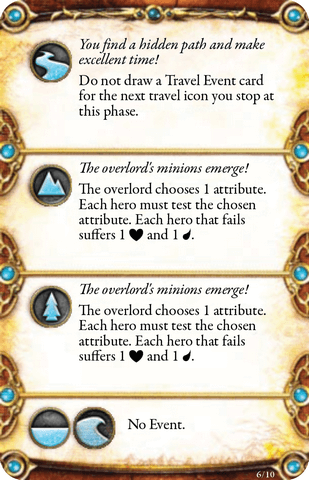 You find a hidden path and make
excellent time!
Do not draw a Travel Event card
for the next travel icon you stop at
this phase.
The overlord's minions emerge!
The overlord chooses 1 attribute.
Each hero must test the chosen
attribute. Each hero that fails
suffers 1 and 1 .
The overlord's minions emerge!
The overlord chooses 1 attribute.
Each hero must test the chosen
attribute. Each hero that fails
suffers 1 and 1 .
No Event.
6/10